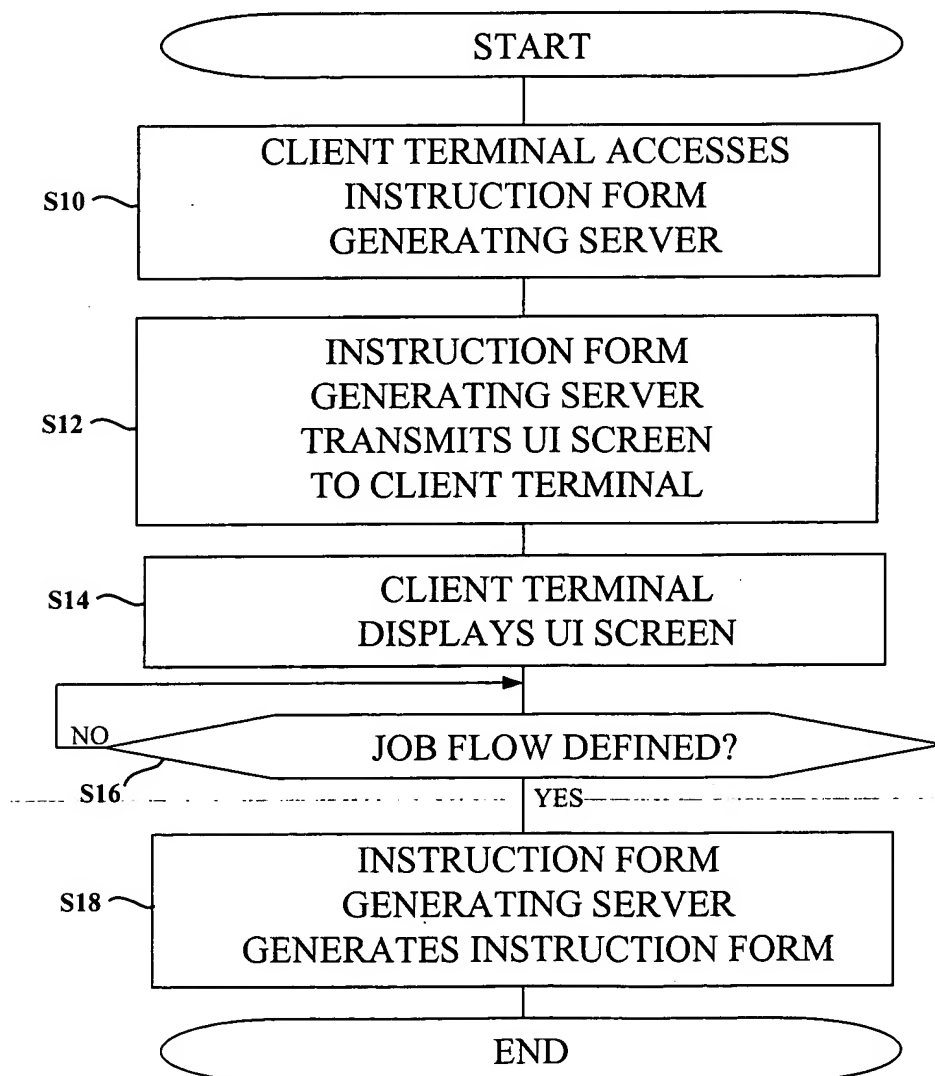 START
CLIENT TERMINAL ACCESSES
INSTRUCTION FORM
GENERATING SERVER
S10
INSTRUCTION FORM
GENERATING SERVER
TRANSMITS UI SCREEN
TO CLIENT TERMINAL
S12
CLIENT TERMINAL
DISPLAYS UI SCREEN
S14
NO
JOB FLOW DEFINED?
S16
YES
INSTRUCTION FORM
GENERATING SERVER
GENERATES INSTRUCTION FORM
S18
END